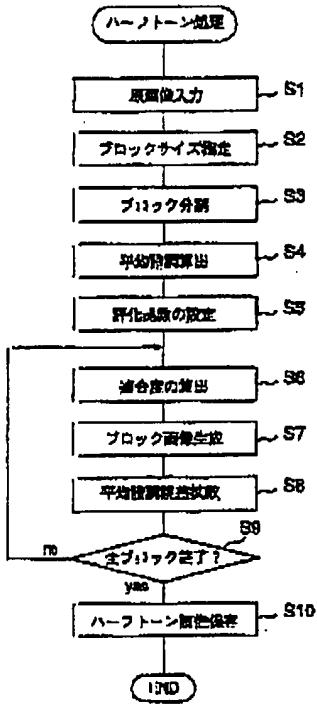 ハーフトーン処理
原画像入力 S1
ブロックサイズ指定 S2
ブロック分割 S3
平均階調算出 S4
評価関数の設定 S5
適合度の算出 S6
ブロック画像生成 S7
平均階調誤差拡散 S8
全ブロック終了? S9
no
yes
ハーフトーン画像保存 S10
END